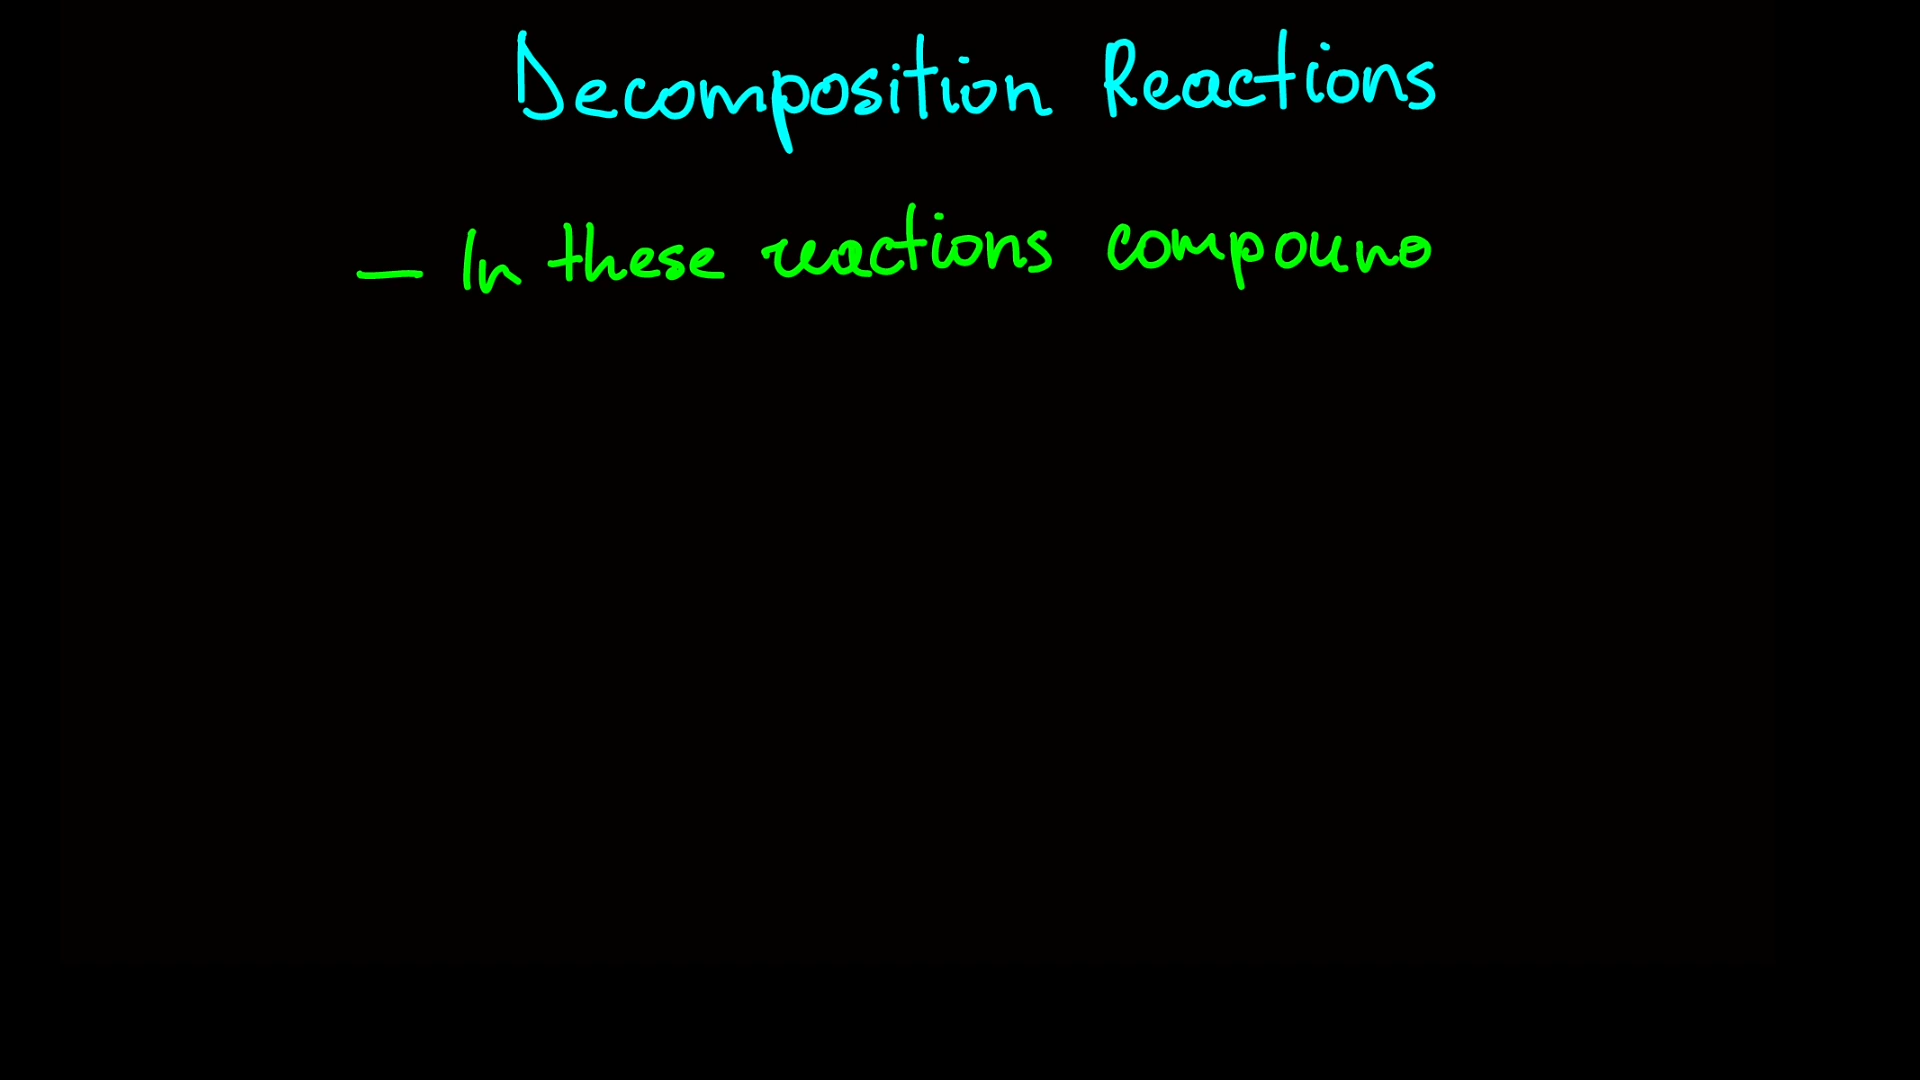 Decomposition Reactions
— In these reactions compouno